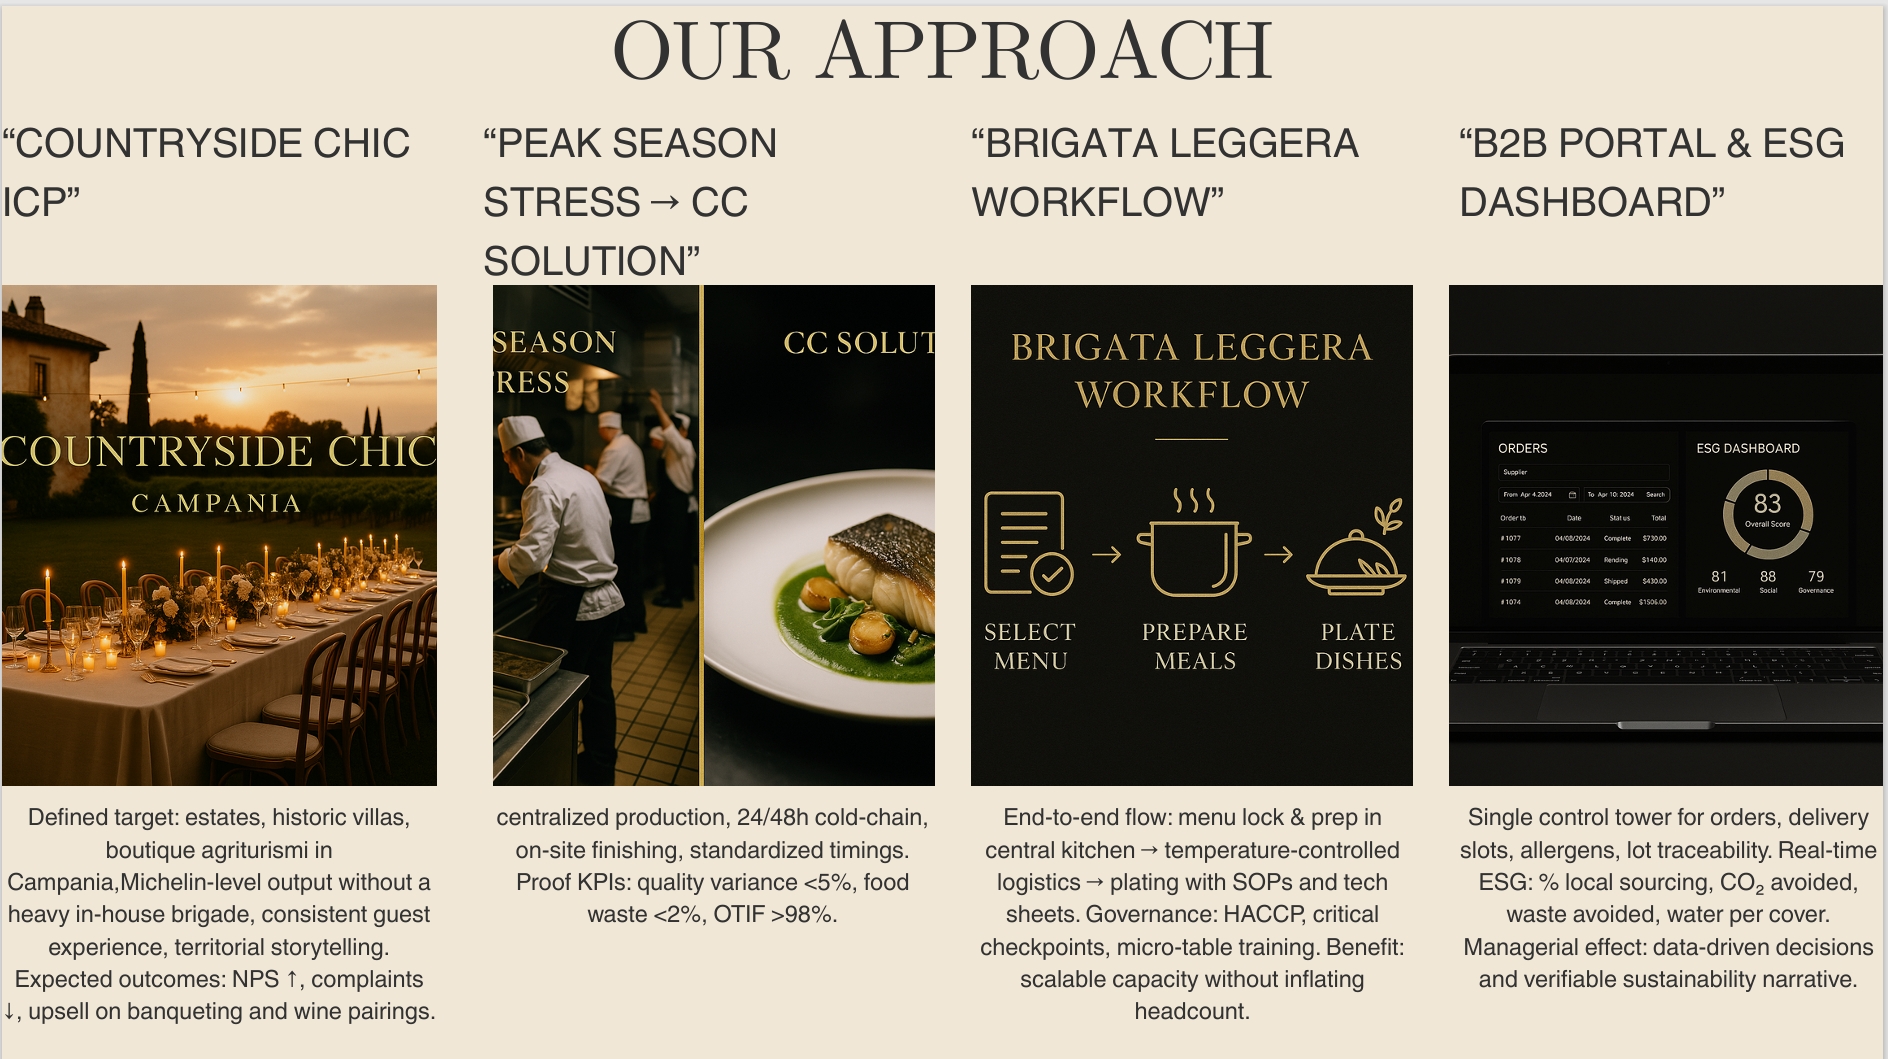 OUR APPROACH
“COUNTRYSIDE CHIC
ICP”
COUNTRYSIDE CHIC
CAMPANIA
Defined target: estates, historic villas,
boutique agriturismi in
Campania,Michelin-level output without a
heavy in-house brigade, consistent guest
experience, territorial storytelling.
Expected outcomes: NPS ↑, complaints
↓, upsell on banqueting and wine pairings.
“PEAK SEASON
STRESS → CC
SOLUTION”
SEASON
RESS
CC SOLUT
centralized production, 24/48h cold-chain,
on-site finishing, standardized timings.
Proof KPIs: quality variance <5%, food
waste <2%, OTIF >98%.
“BRIGATA LEGGERA
WORKFLOW”
BRIGATA LEGGERA
WORKFLOW
SELECT
MENU
PREPARE
MEALS
PLATE
DISHES
End-to-end flow: menu lock & prep in
central kitchen → temperature-controlled
logistics → plating with SOPs and tech
sheets. Governance: HACCP, critical
checkpoints, micro-table training. Benefit:
scalable capacity without inflating
headcount.
“B2B PORTAL & ESG
DASHBOARD”
ORDERS
Supplier
From Apr 4.2024 To Apr 10: 2024 Search
Order tb Date Status Total
#1077 04/08/2024 Complete $730.00
#1078 04/07/2024 Rending $140.00
#1079 04/08/2024 Shipped $430.00
#1074 04/08/2024 Complete $1506.00
ESG DASHBOARD
83
Overall Score
81 88 79
Environmental Social Governance
Single control tower for orders, delivery
slots, allergens, lot traceability. Real-time
ESG: % local sourcing, CO₂ avoided,
waste avoided, water per cover.
Managerial effect: data-driven decisions
and verifiable sustainability narrative.